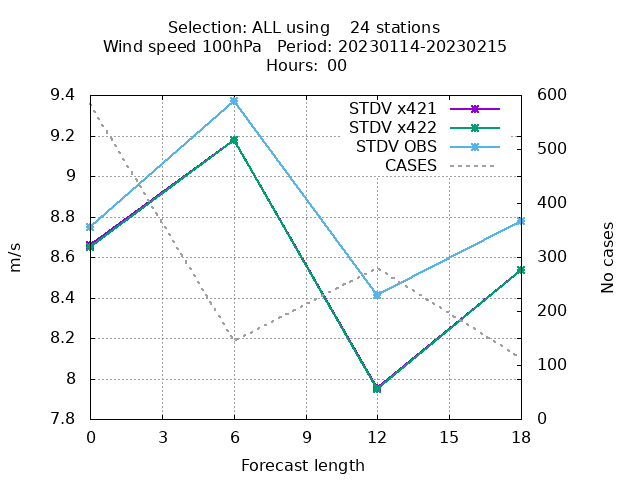 Selection: ALL using    24 stations
Wind speed 100hPa   Period: 20230114-20230215
Hours:  00
STDV x421
STDV x422
STDV OBS
CASES
9.4
9.2
9
8.8
8.6
8.4
8.2
8
7.8
m/s
600
500
400
300
200
100
0
No cases
0 3 6 9 12 15 18
Forecast length